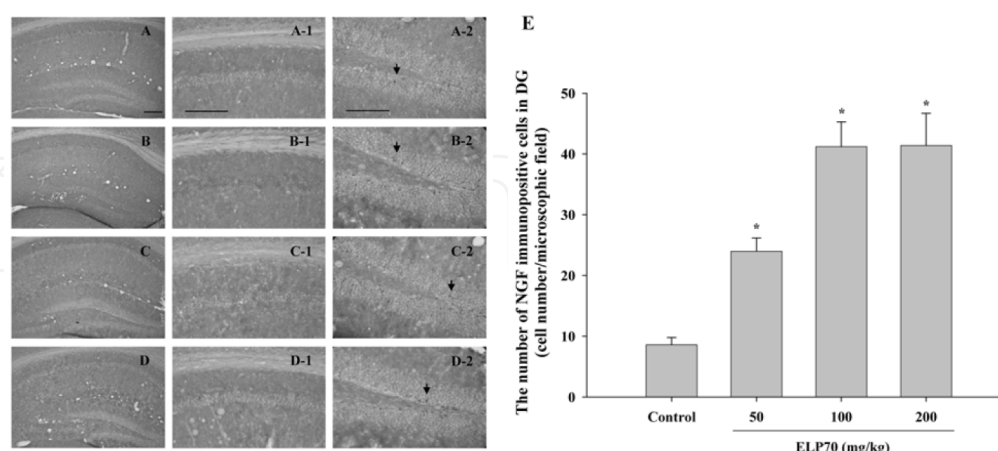 A
A-1
A-2
B
B-1
B-2
C
C-1
C-2
D
D-1
D-2
E
The number of NGF immunopositive cells in DG
(cell number/microscopic field)
50
40
30
20
10
0
*
*
*
Control
50
100
200
ELP70 (mg/kg)